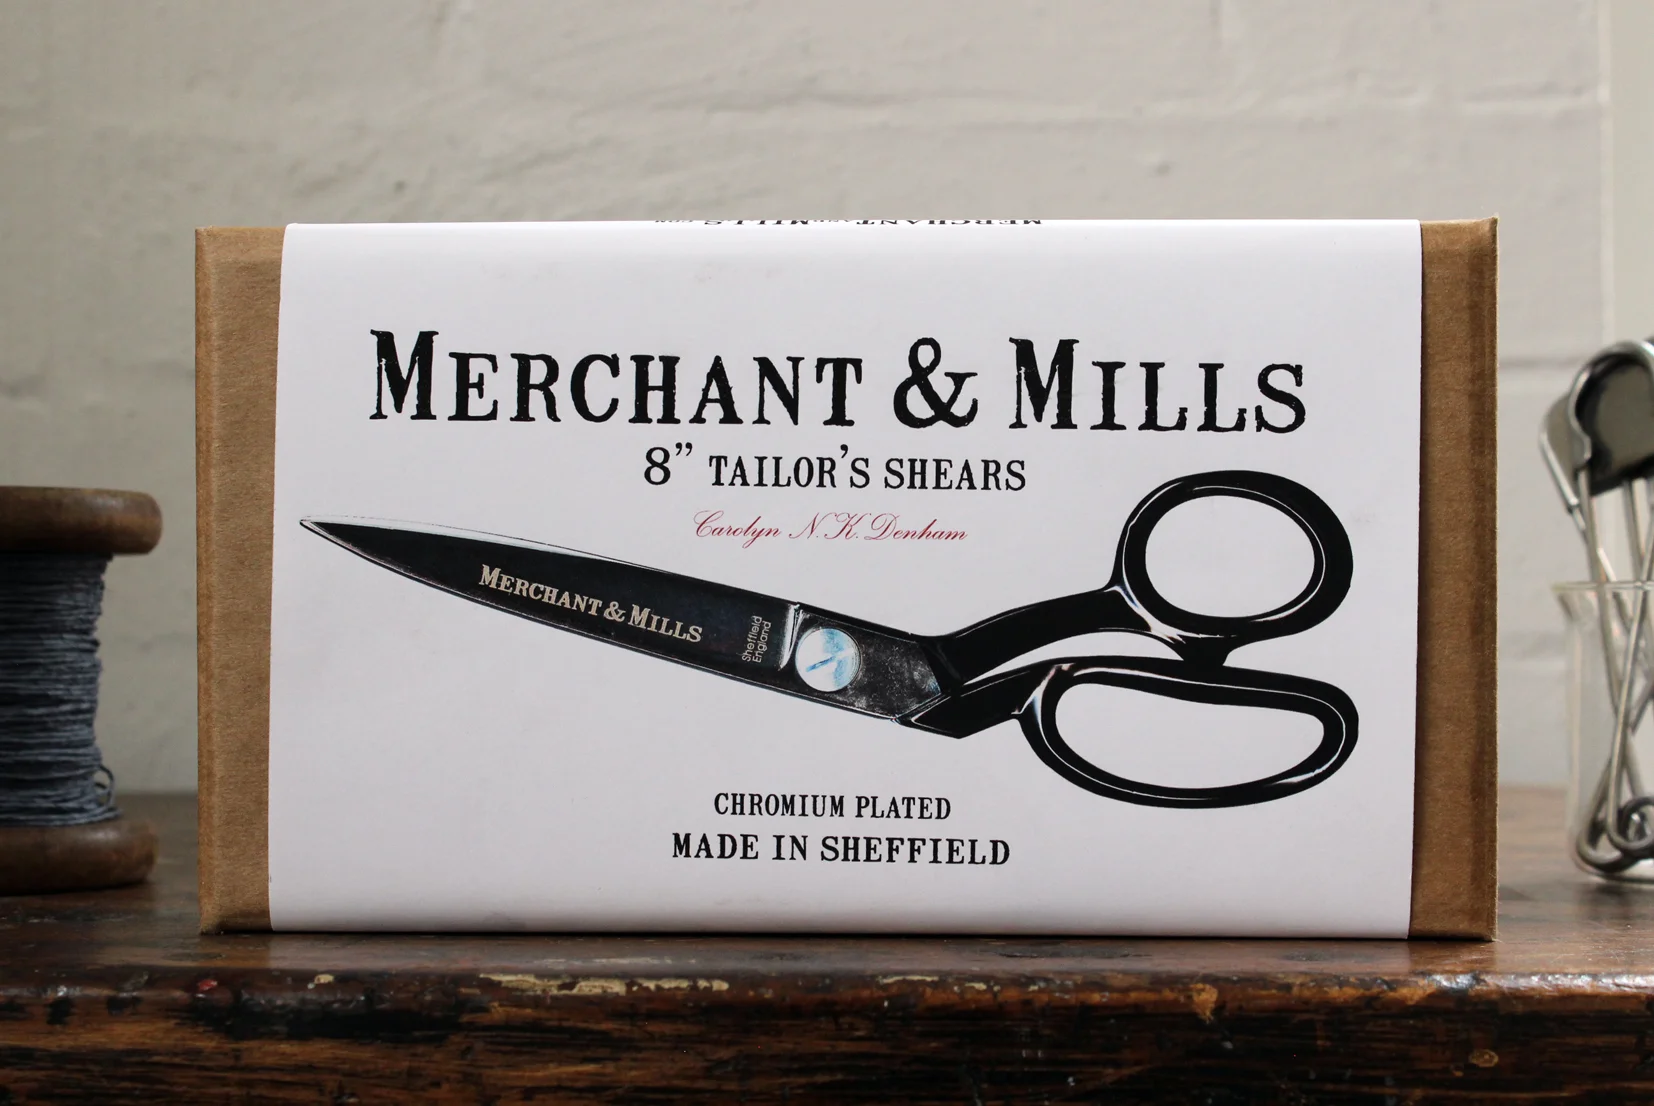 MERCHANT & MILLS
8” TAILOR’S SHEARS
Carolyn N.K.Denham
MERCHANT & MILLS
Sheffield
England
CHROMIUM PLATED
MADE IN SHEFFIELD